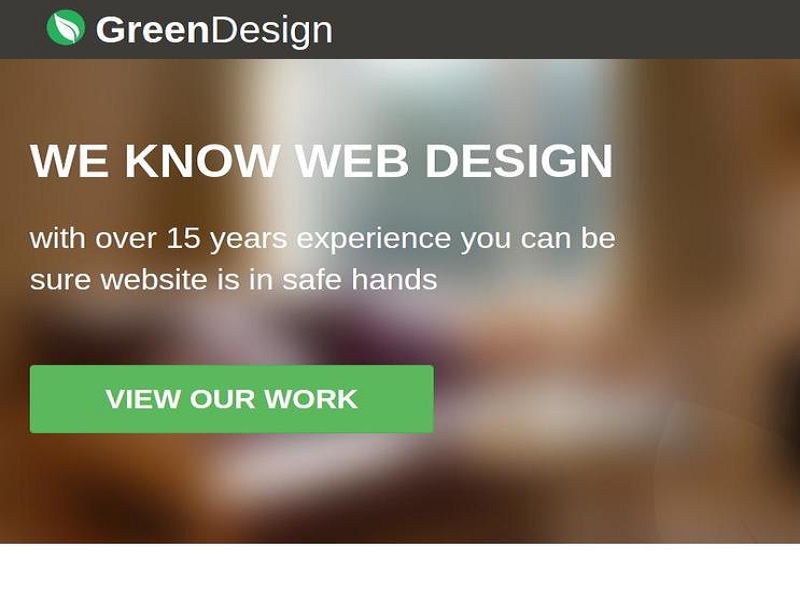 GreenDesign
WE KNOW WEB DESIGN
with over 15 years experience you can be
sure website is in safe hands
VIEW OUR WORK